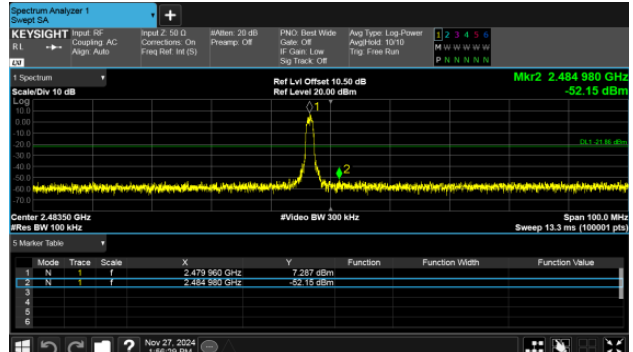 Spectrum Analyzer 1
Swept SA
+
KEYSIGHT
RL
LXI
Input: RF
Coupling: AC
Align: Auto
Input Z: 50 Ω
Corrections: On
Freq Ref: Int (S)
#Atten: 20 dB
Preamp: Off
PNO: Best Wide
Gate: Off
IF Gain: Low
Sig Track: Off
Avg Type: Log-Power
Avg|Hold: 10/10
Trig: Free Run
1 2 3 4 5 6
M W W W W W
P N N N N N
1 Spectrum
Scale/Div 10 dB
Ref Lvl Offset 10.50 dB
Ref Level 20.00 dBm
Mkr2 2.484 980 GHz
-52.15 dBm
Log
10.0
0.00
-10.0
-20.0
-30.0
-40.0
-50.0
-60.0
-70.0
1
2
Center 2.48350 GHz
#Res BW 100 kHz
#Video BW 300 kHz
Span 100.0 MHz
Sweep 13.3 ms (100001 pts)
5 Marker Table
Mode Trace Scale X Y Function Function Width Function Value
1 N 1 f 2.479 960 GHz 7.287 dBm
2 N 1 f 2.484 980 GHz -52.15 dBm
3
4
5
6
?
Nov 27, 2024